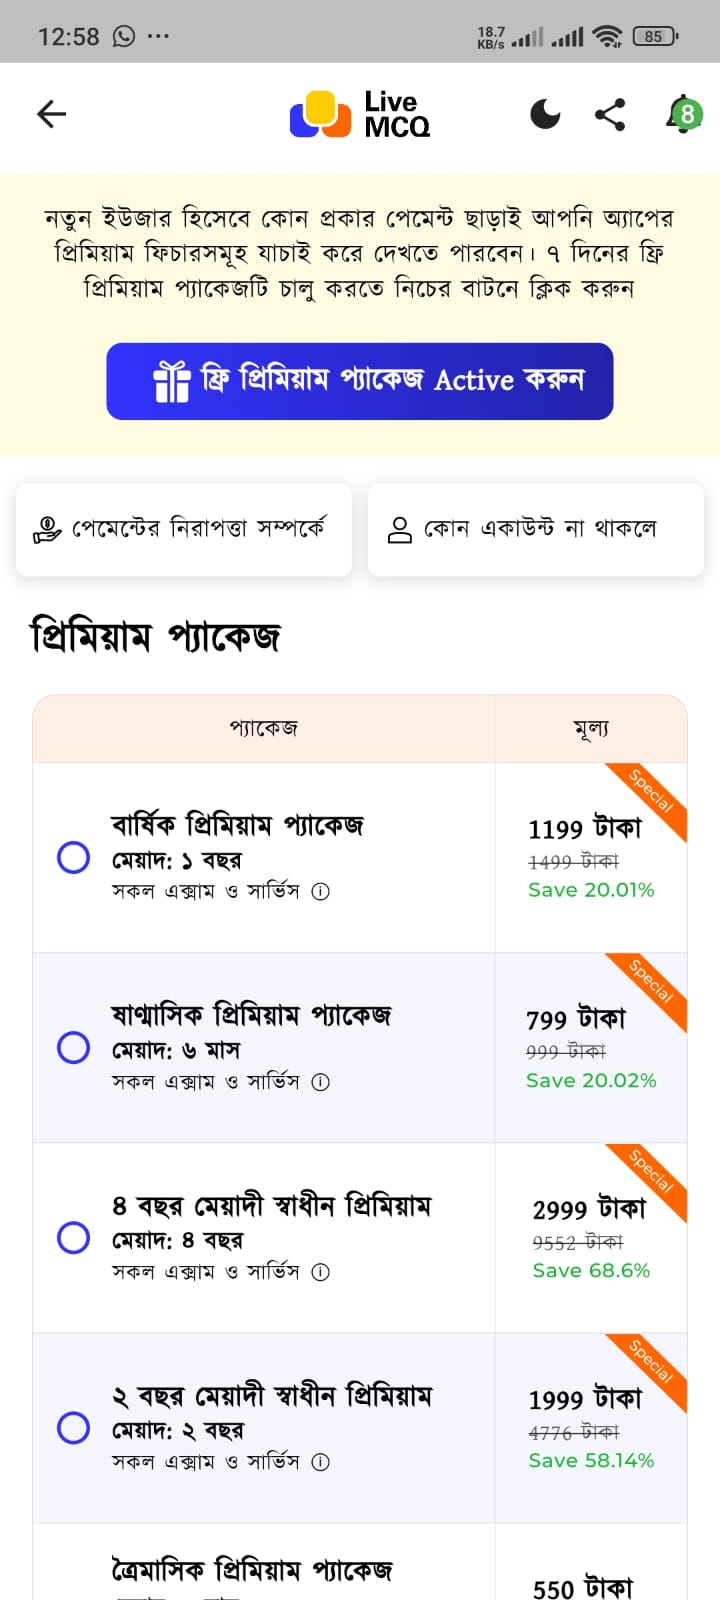 12:58 ...
18.7
KB/s
85
Live
MCQ
8
নতুন ইউজার হিসেবে কোন প্রকার পেমেন্ট ছাড়াই আপনি অ্যাপের
প্রিমিয়াম ফিচারসমূহ যাচাই করে দেখতে পারবেন। ৭ দিনের ফ্রি
প্রিমিয়াম প্যাকেজটি চালু করতে নিচের বাটনে ক্লিক করুন
ফ্রি প্রিমিয়াম প্যাকেজ Active করুন
পেমেন্টের নিরাপত্তা সম্পর্কে
কোন একাউন্ট না থাকলে
প্রিমিয়াম প্যাকেজ
প্যাকেজ
মূল্য
Special
বার্ষিক প্রিমিয়াম প্যাকেজ
মেয়াদ: ১ বছর
সকল এক্সাম ও সার্ভিস
1199 টাকা
1499 টাকা
Save 20.01%
Special
ষাণ্মাসিক প্রিমিয়াম প্যাকেজ
মেয়াদ: ৬ মাস
সকল এক্সাম ও সার্ভিস
799 টাকা
999 টাকা
Save 20.02%
Special
৪ বছর মেয়াদী স্বাধীন প্রিমিয়াম
মেয়াদ: ৪ বছর
সকল এক্সাম ও সার্ভিস
2999 টাকা
9552 টাকা
Save 68.6%
Special
২ বছর মেয়াদী স্বাধীন প্রিমিয়াম
মেয়াদ: ২ বছর
সকল এক্সাম ও সার্ভিস
1999 টাকা
4776 টাকা
Save 58.14%
ত্রৈমাসিক প্রিমিয়াম প্যাকেজ
550 টাকা